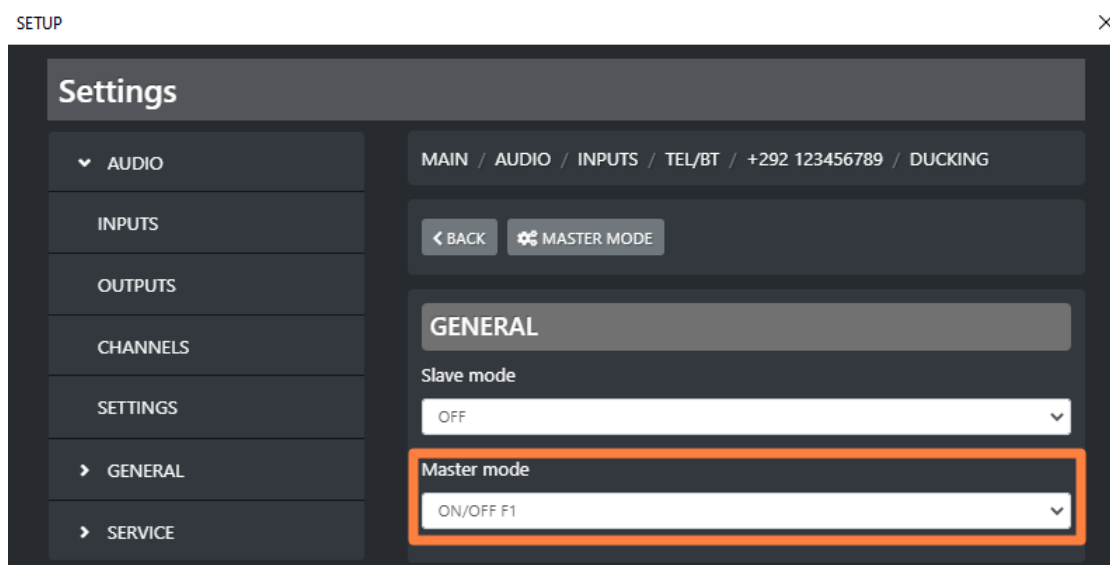 SETUP
Settings
AUDIO
INPUTS
OUTPUTS
CHANNELS
SETTINGS
GENERAL
SERVICE
MAIN / AUDIO / INPUTS / TEL/BT / +292 123456789 / DUCKING
BACK MASTER MODE
GENERAL
Slave mode
OFF
Master mode
ON/OFF F1